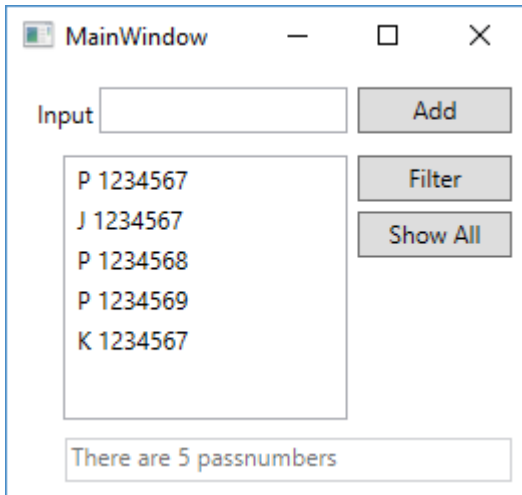 MainWindow
Input
Add
P 1234567
J 1234567
P 1234568
P 1234569
K 1234567
Filter
Show All
There are 5 passnumbers